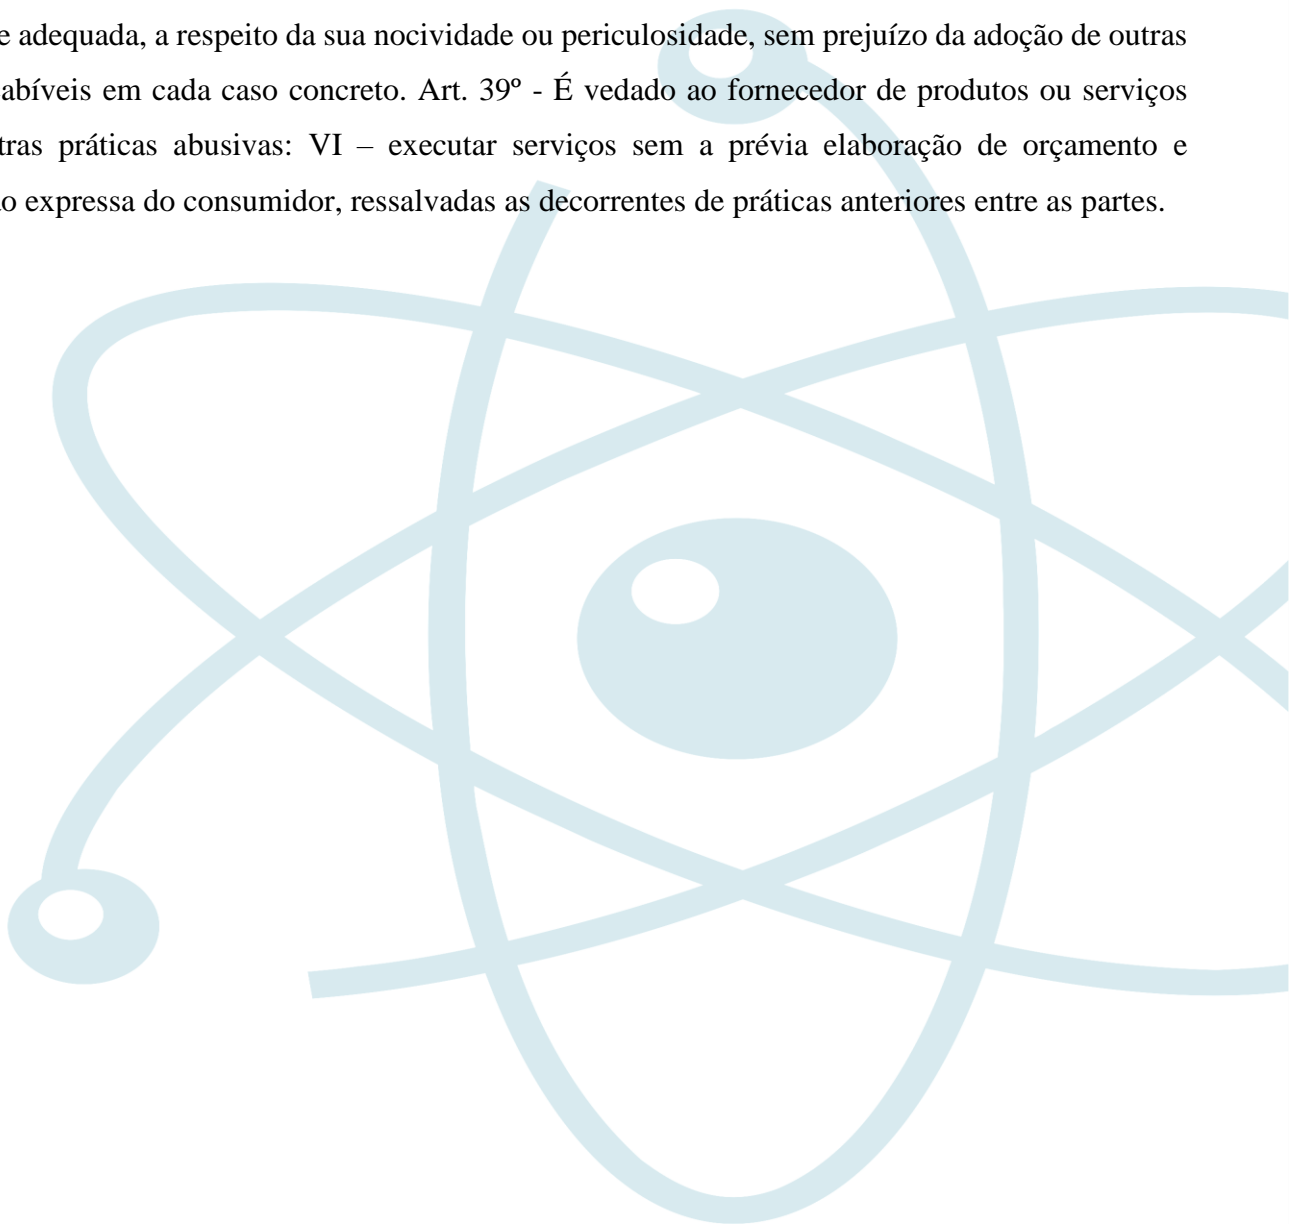 e adequada, a respeito da sua nocividade ou periculosidade, sem prejuízo da adoção de outras
abíveis em cada caso concreto. Art. 39º - É vedado ao fornecedor de produtos ou serviços
tras práticas abusivas: VI – executar serviços sem a prévia elaboração de orçamento e
o expressa do consumidor, ressalvadas as decorrentes de práticas anteriores entre as partes.